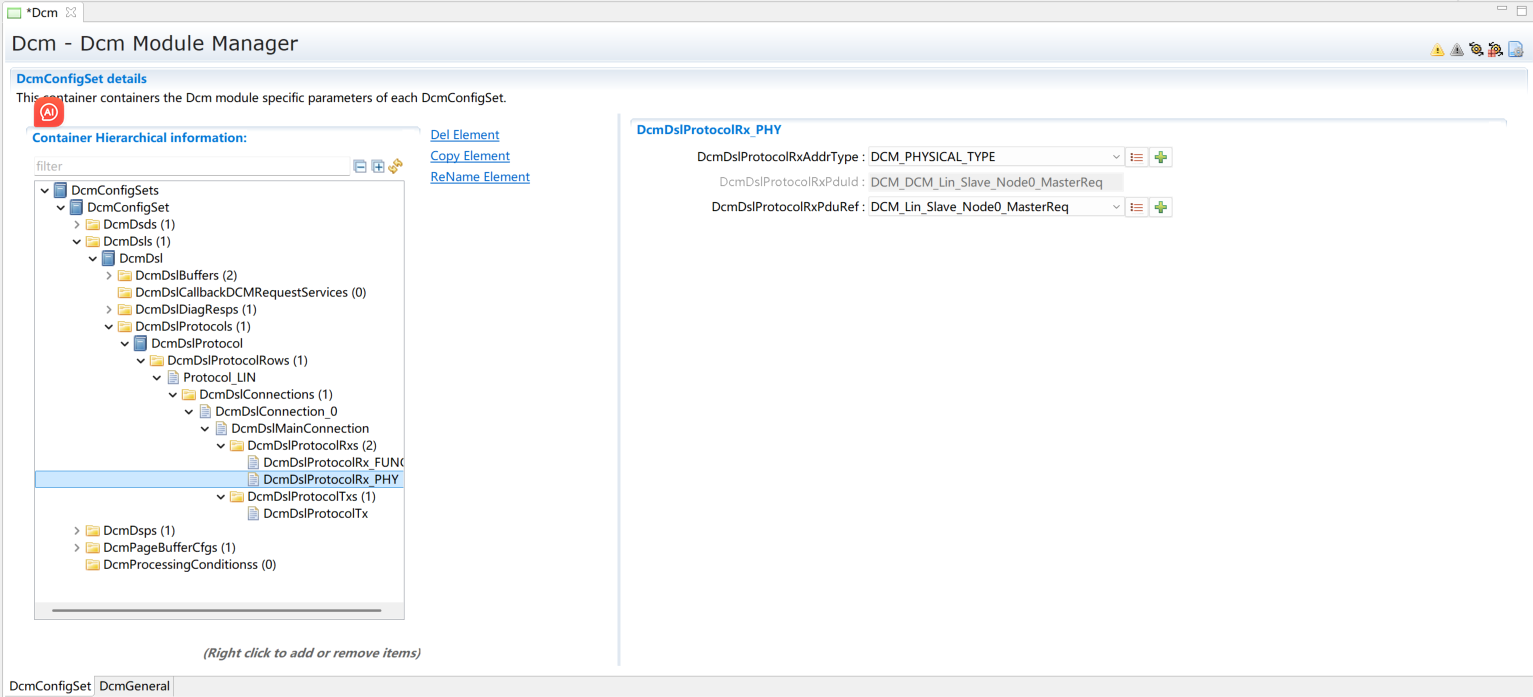 *Dcm
Dcm - Dcm Module Manager
DcmConfigSet details
This container containers the Dcm module specific parameters of each DcmConfigSet.
AI
Container Hierarchical information:
filter
DcmConfigSets
DcmConfigSet
DcmDsds (1)
DcmDsls (1)
DcmDsl
DcmDslBuffers (2)
DcmDslCallbackDCMRequestServices (0)
DcmDslDiagResps (1)
DcmDslProtocols (1)
DcmDslProtocol
DcmDslProtocolRows (1)
Protocol_LIN
DcmDslConnections (1)
DcmDslConnection_0
DcmDslMainConnection
DcmDslProtocolRxs (2)
DcmDslProtocolRx_FUNC
DcmDslProtocolRx_PHY
DcmDslProtocolTxs (1)
DcmDslProtocolTx
DcmDsps (1)
DcmPageBufferCfgs (1)
DcmProcessingConditionss (0)
(Right click to add or remove items)
Del Element
Copy Element
ReName Element
DcmDslProtocolRx_PHY
DcmDslProtocolRxAddrType : DCM_PHYSICAL_TYPE
DcmDslProtocolRxPduId : DCM_DCM_Lin_Slave_Node0_MasterReq
DcmDslProtocolRxPduRef : DCM_Lin_Slave_Node0_MasterReq
DcmConfigSet DcmGeneral